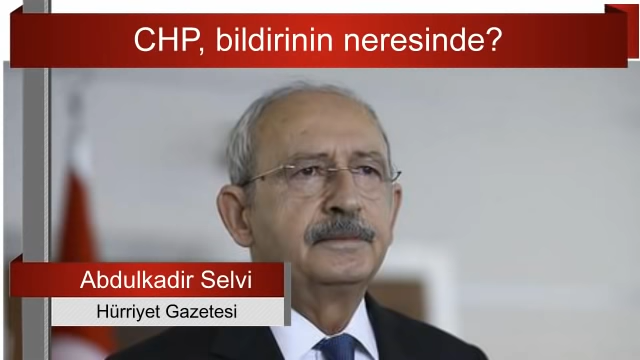 CHP, bildirinin neresinde?
Abdulkadir Selvi
Hürriyet Gazetesi